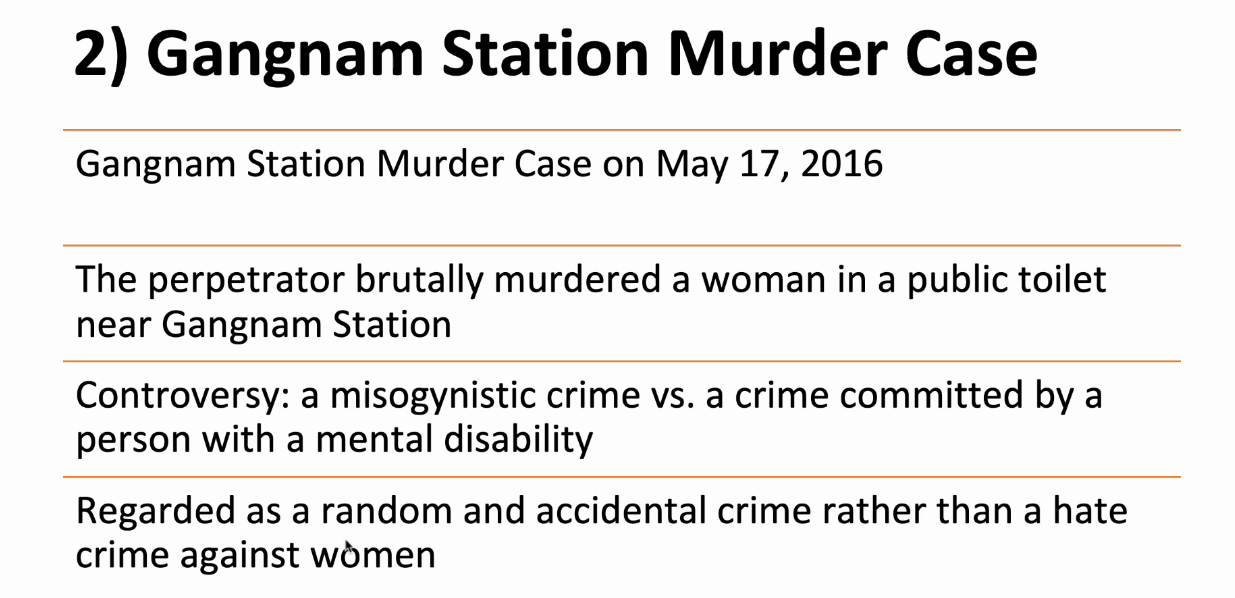 2) Gangnam Station Murder Case
Gangnam Station Murder Case on May 17, 2016
The perpetrator brutally murdered a woman in a public toilet
near Gangnam Station
Controversy: a misogynistic crime vs. a crime committed by a
person with a mental disability
Regarded as a random and accidental crime rather than a hate
crime against women